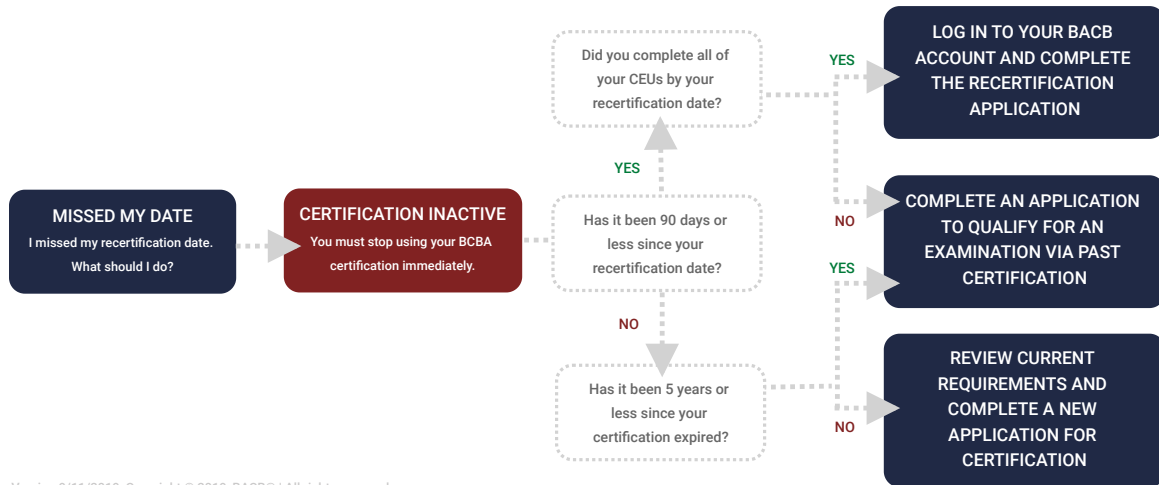 MISSED MY DATE
I missed my recertification date.
What should I do?
CERTIFICATION INACTIVE
You must stop using your BCBA
certification immediately.
Has it been 90 days or
less since your
recertification date?
YES
Did you complete all of
your CEUs by your
recertification date?
YES
LOG IN TO YOUR BACB
ACCOUNT AND COMPLETE
THE RECERTIFICATION
APPLICATION
NO
COMPLETE AN APPLICATION
TO QUALIFY FOR AN
EXAMINATION VIA PAST
CERTIFICATION
NO
Has it been 5 years or
less since your
certification expired?
YES
NO
REVIEW CURRENT
REQUIREMENTS AND
COMPLETE A NEW
APPLICATION FOR
CERTIFICATION